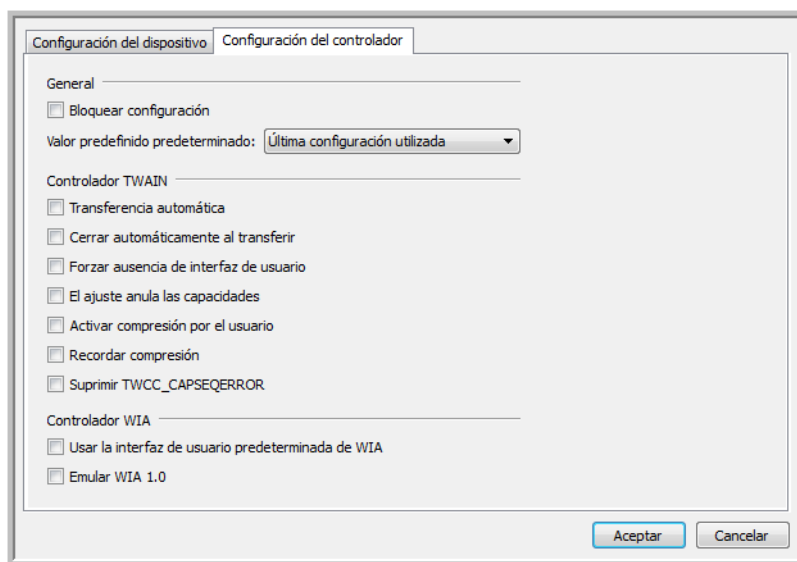 Configuración del dispositivo
Configuración del controlador
General
Bloquear configuración
Valor predefinido predeterminado: Última configuración utilizada
Controlador TWAIN
Transferencia automática
Cerrar automáticamente al transferir
Forzar ausencia de interfaz de usuario
El ajuste anula las capacidades
Activar compresión por el usuario
Recordar compresión
Suprimir TWCC_CAPSEQERROR
Controlador WIA
Usar la interfaz de usuario predeterminada de WIA
Emular WIA 1.0
Aceptar
Cancelar